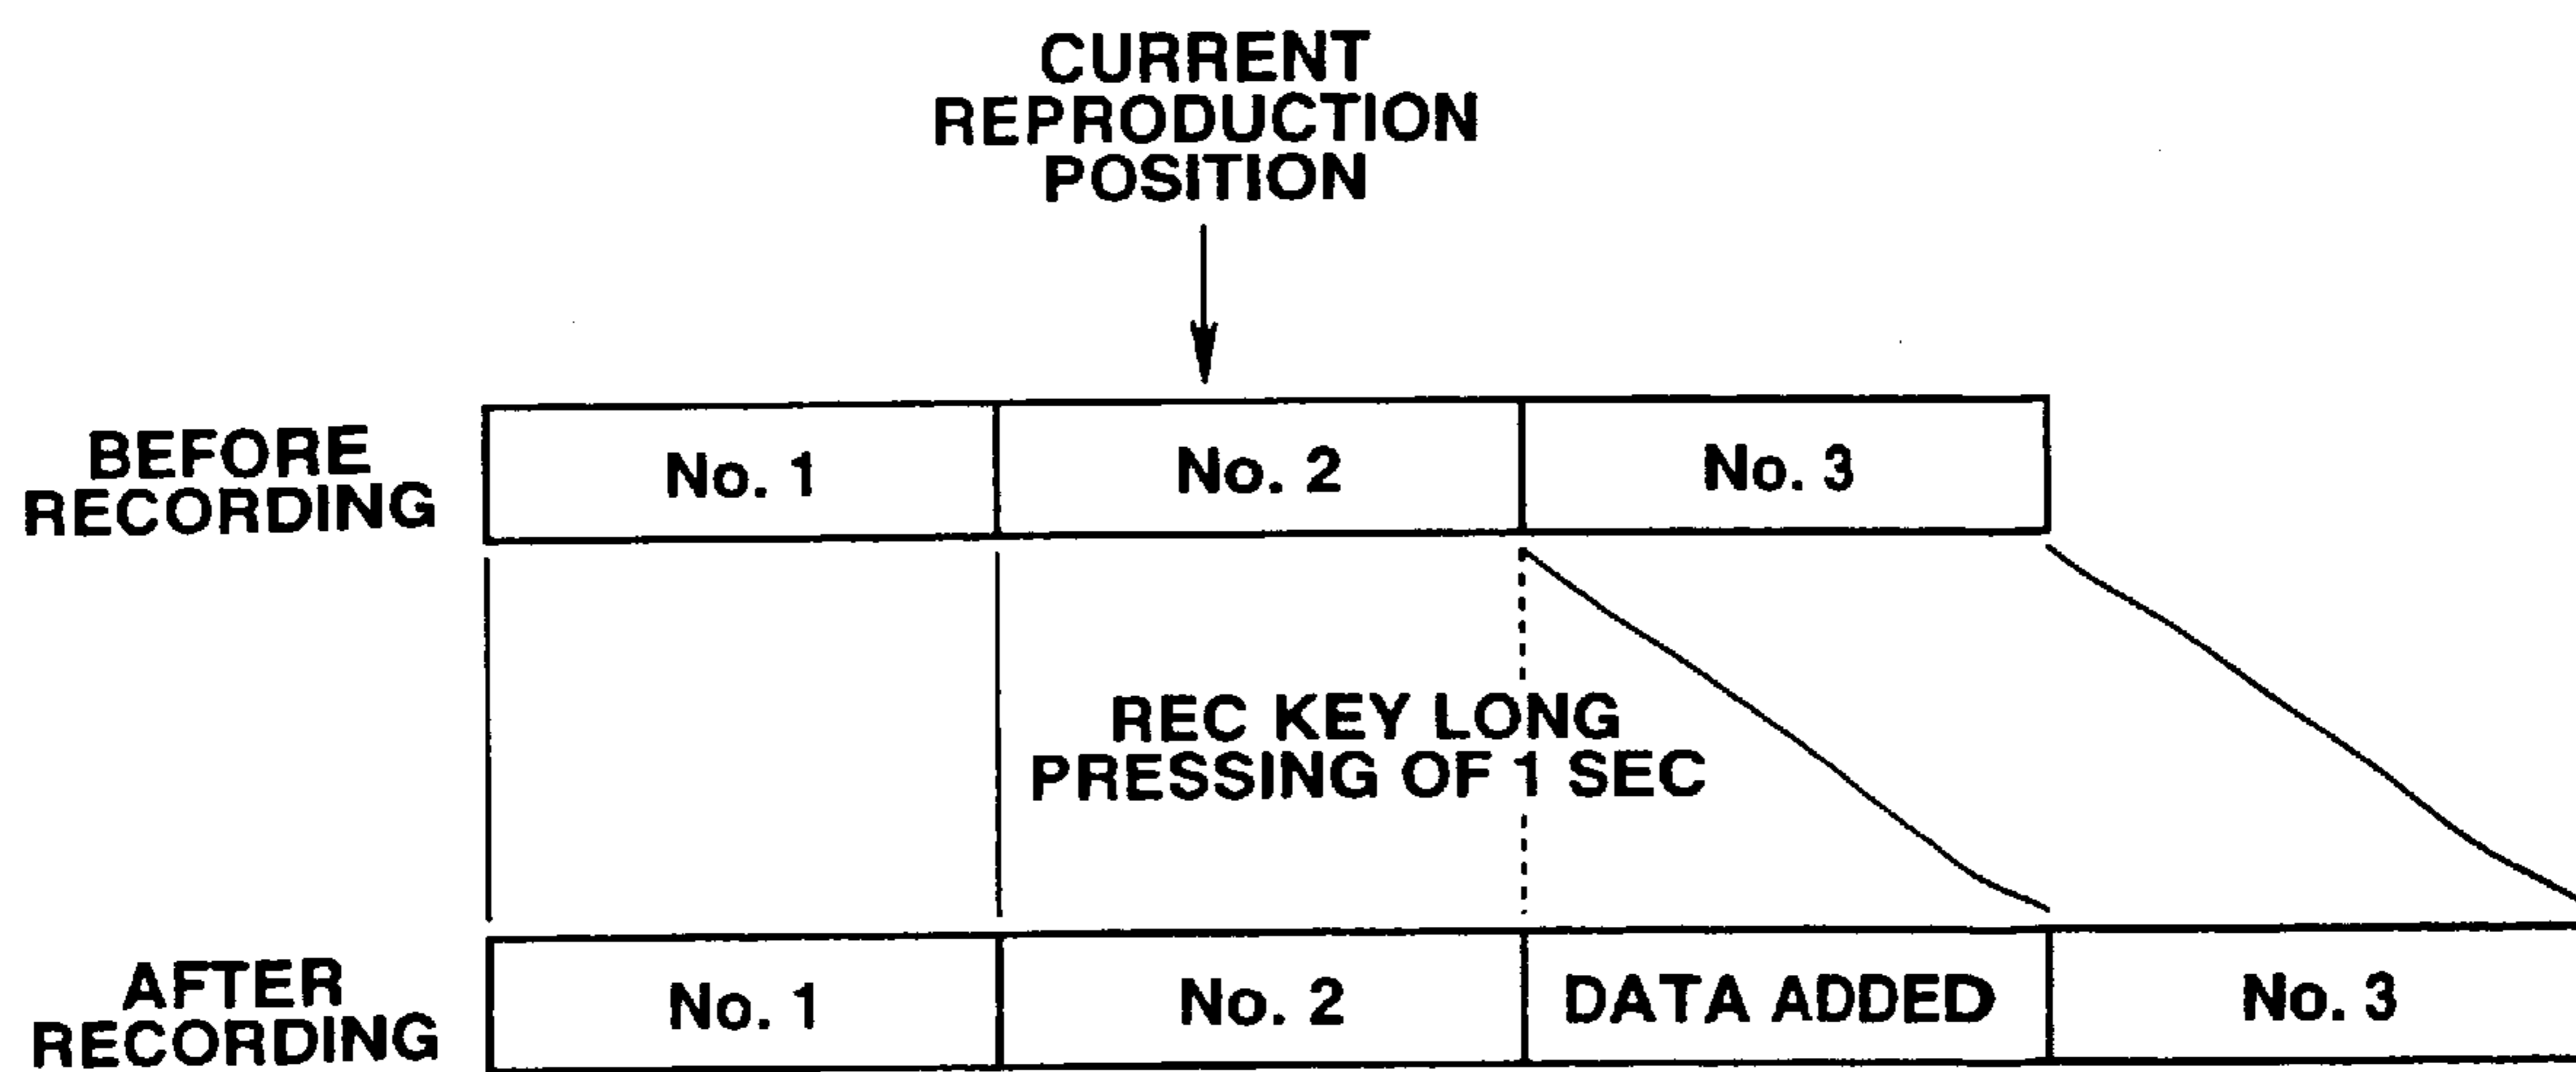 CURRENT
REPRODUCTION
POSITION
BEFORE
RECORDING
No. 1
No. 2
No. 3
REC KEY LONG
PRESSING OF 1 SEC
AFTER
RECORDING
No. 1
No. 2
DATA ADDED
No. 3